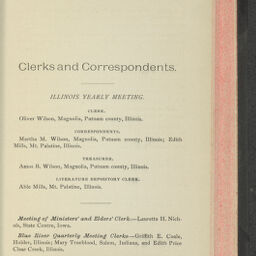 Clerks and Correspondents.
ILLINOIS YEARLY MEETING.
CLERK.
Oliver Wilson, Magnolia, Putnam county, Illinois.
CORRESPONDENTS.
Martha M. Wilson, Magnolia, Putnam county, Illinois; Edith
Mills, Mt. Palatine, Illinois.
TREASURER.
Amos B. Wilson, Magnolia, Putnam county, Illinois.
LITERATURE DEPOSITORY CLERK.
Able Mills, Mt. Palatine, Illinois.
Meeting of Ministers' and Elders' Clerk.—Lauretta H. Nich-
ols, State Centre, Iowa.
Blue River Quarterly Meeting Clerks—Griffith E. Coale,
Holder, Illinois; Mary Trueblood, Salem, Indiana, and Edith Price
Clear Creek, Illinois.